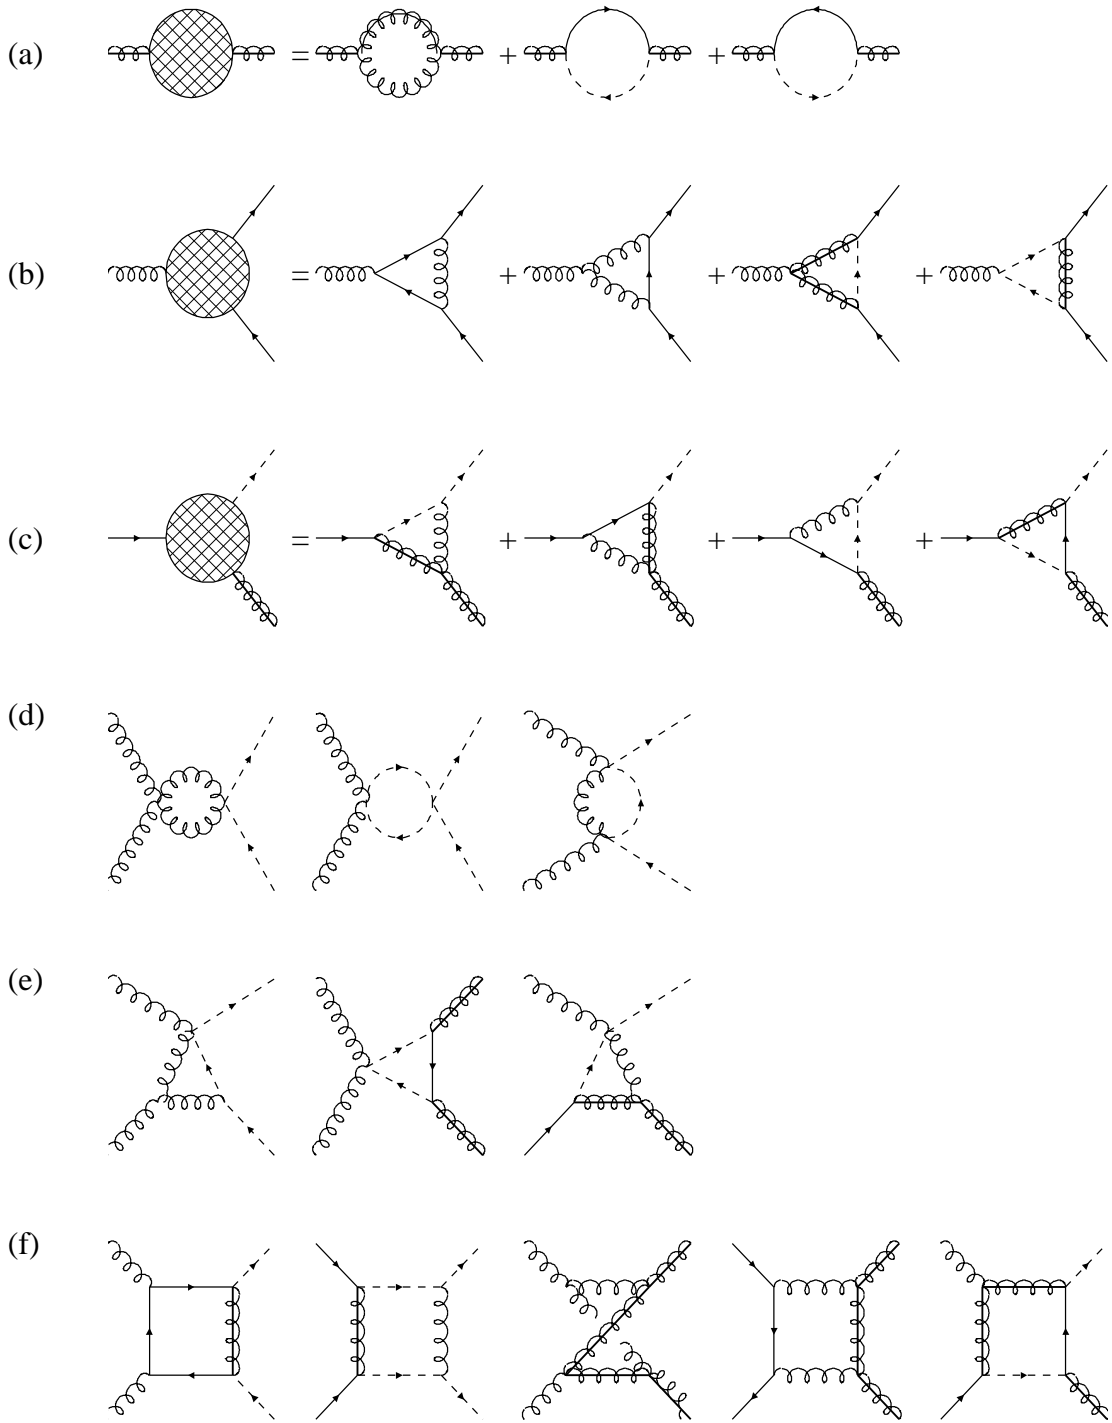 (a) = + +
(b) = + + +
(c) = + + +
(d)
(e)
(f)